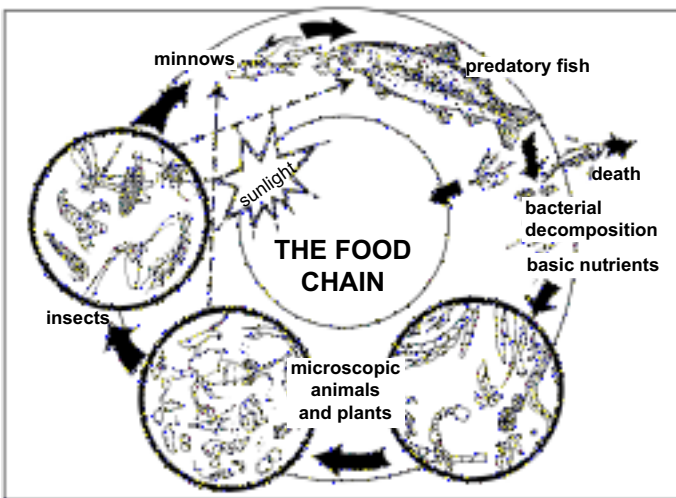 minnows
predatory fish
sunlight
death
bacterial
decomposition
basic nutrients
THE FOOD
CHAIN
insects
microscopic
animals
and plants